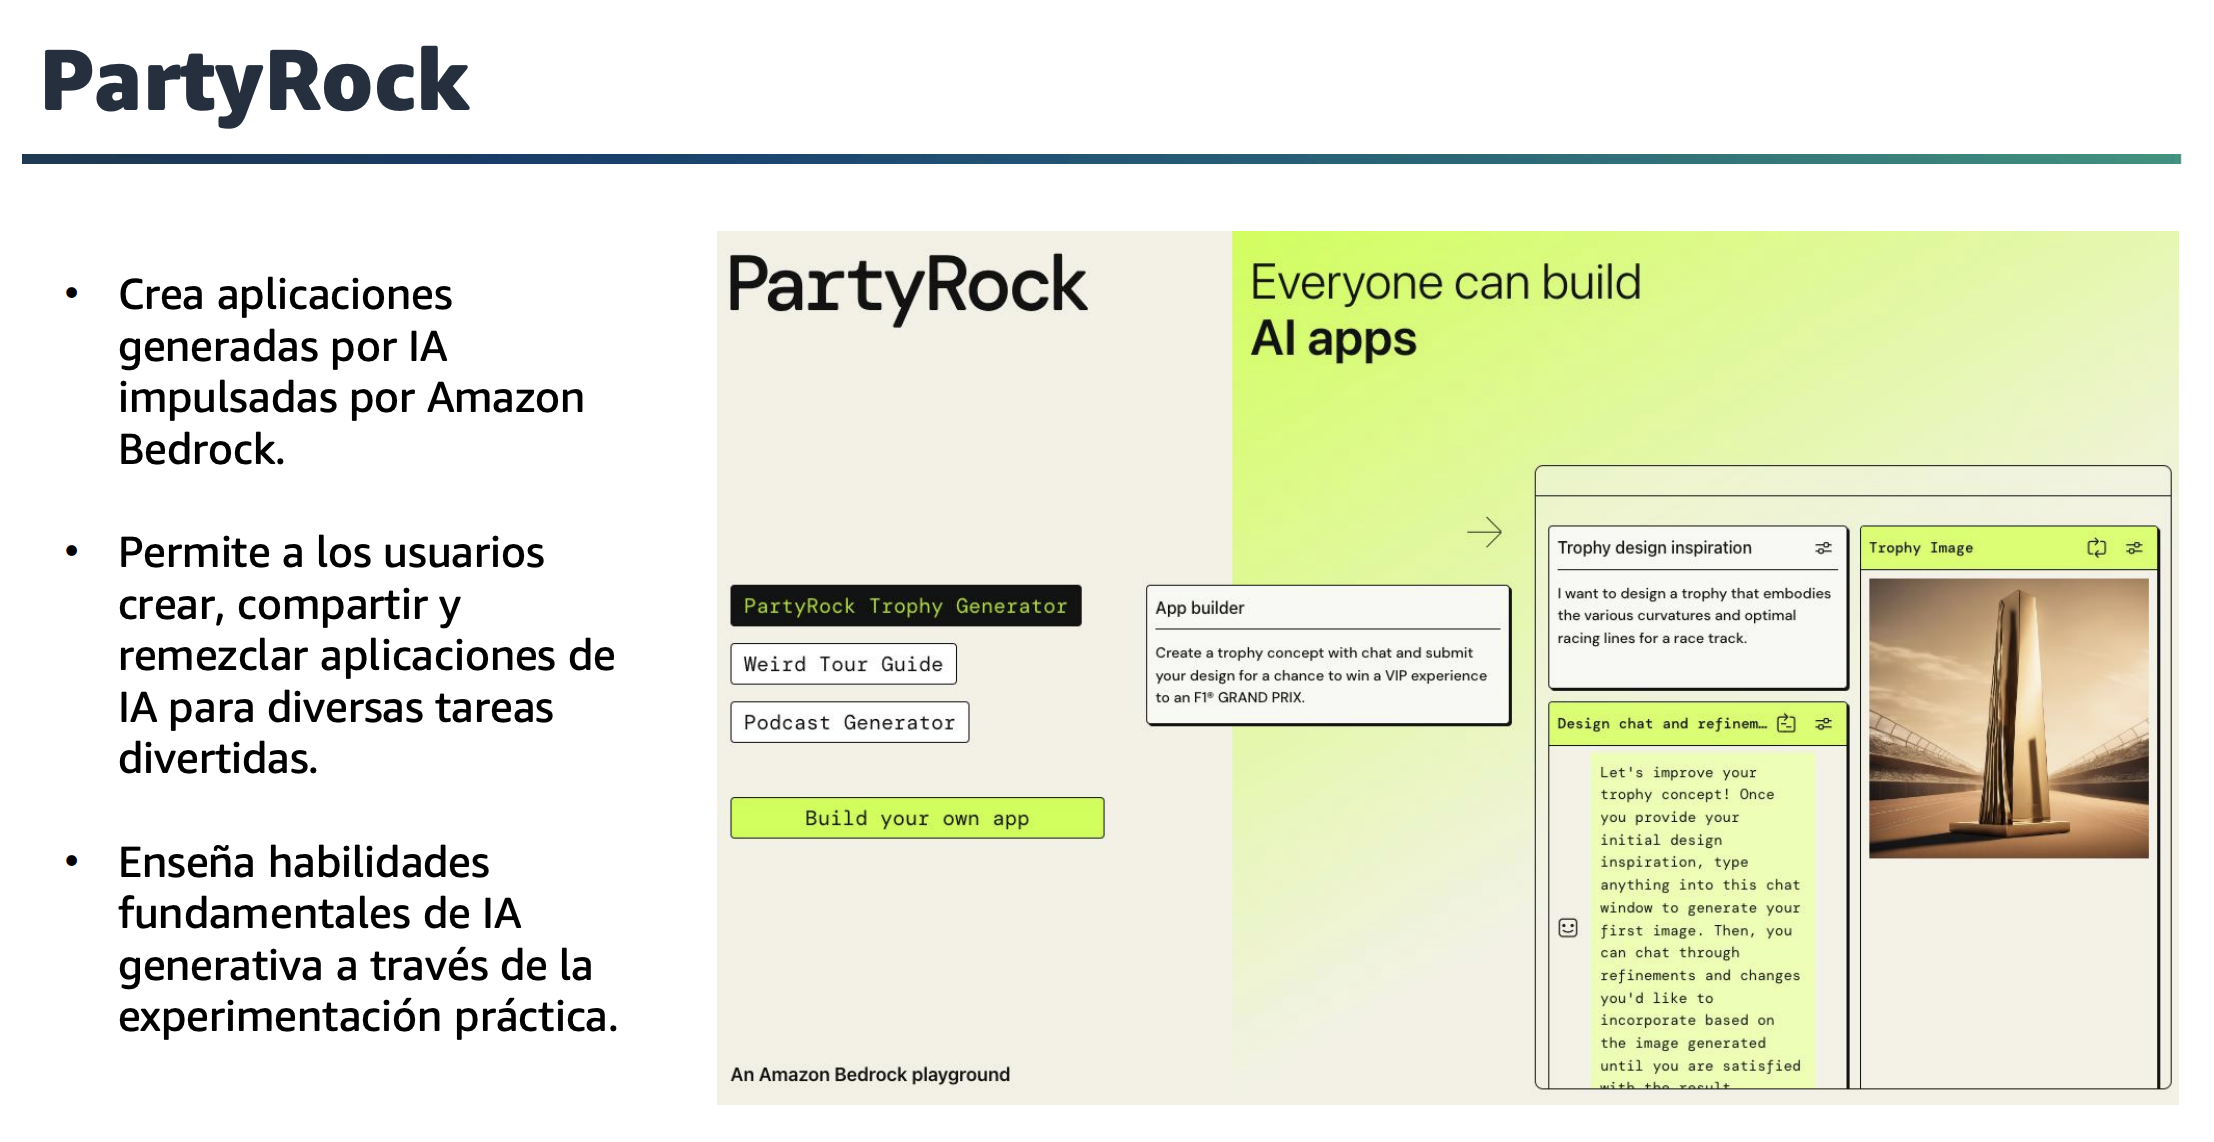 PartyRock
• Crea aplicaciones
generadas por IA
impulsadas por Amazon
Bedrock.
• Permite a los usuarios
crear, compartir y
remezclar aplicaciones de
IA para diversas tareas
divertidas.
• Enseña habilidades
fundamentales de IA
generativa a través de la
experimentación práctica.
PartyRock
PartyRock Trophy Generator
Weird Tour Guide
Podcast Generator
Build your own app
An Amazon Bedrock playground
Everyone can build
AI apps
App builder
Create a trophy concept with chat and submit
your design for a chance to win a VIP experience
to an F1® GRAND PRIX.
Trophy design inspiration
I want to design a trophy that embodies
the various curvatures and optimal
racing lines for a race track.
Design chat and refinem…
Let's improve your
trophy concept! Once
you provide your
initial design
inspiration, type
anything into this chat
window to generate your
first image. Then, you
can chat through
refinements and changes
you'd like to
incorporate based on
the image generated
until you are satisfied
with the result
Trophy Image